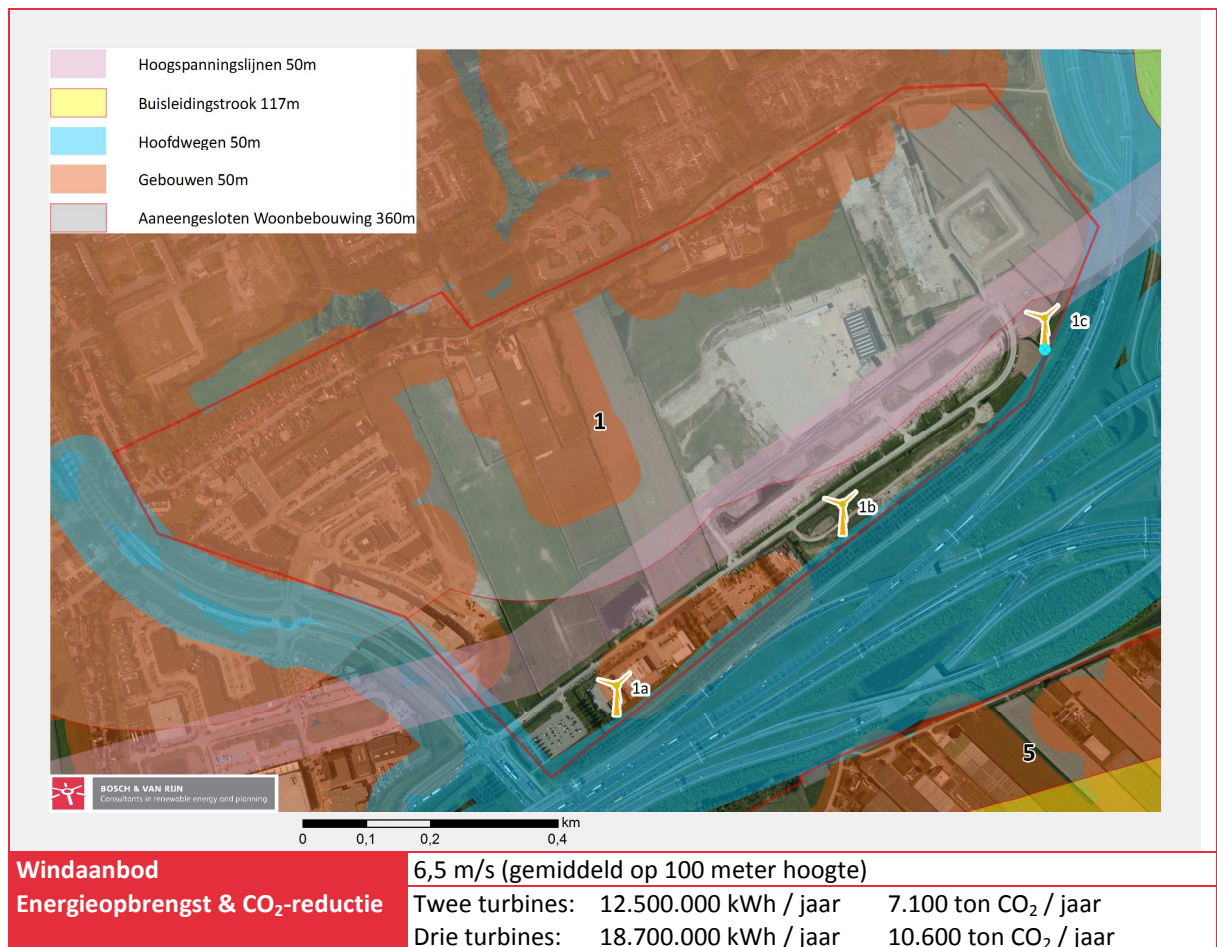 Hoogspanningslijnen 50m
Buisleidingstrook 117m
Hoofdwegen 50m
Gebouwen 50m
Aaneengesloten Woonbebouwing 360m
1c
1
1b
1a
5
BOSCH & VAN RIJN
Consultants in renewable energy and planning
km
0 0,1 0,2 0,4
Windaanbod 6,5 m/s (gemiddeld op 100 meter hoogte)
Energieopbrengst & CO₂-reductie Twee turbines: 12.500.000 kWh / jaar 7.100 ton CO₂ / jaar
Drie turbines: 18.700.000 kWh / jaar 10.600 ton CO₂ / jaar